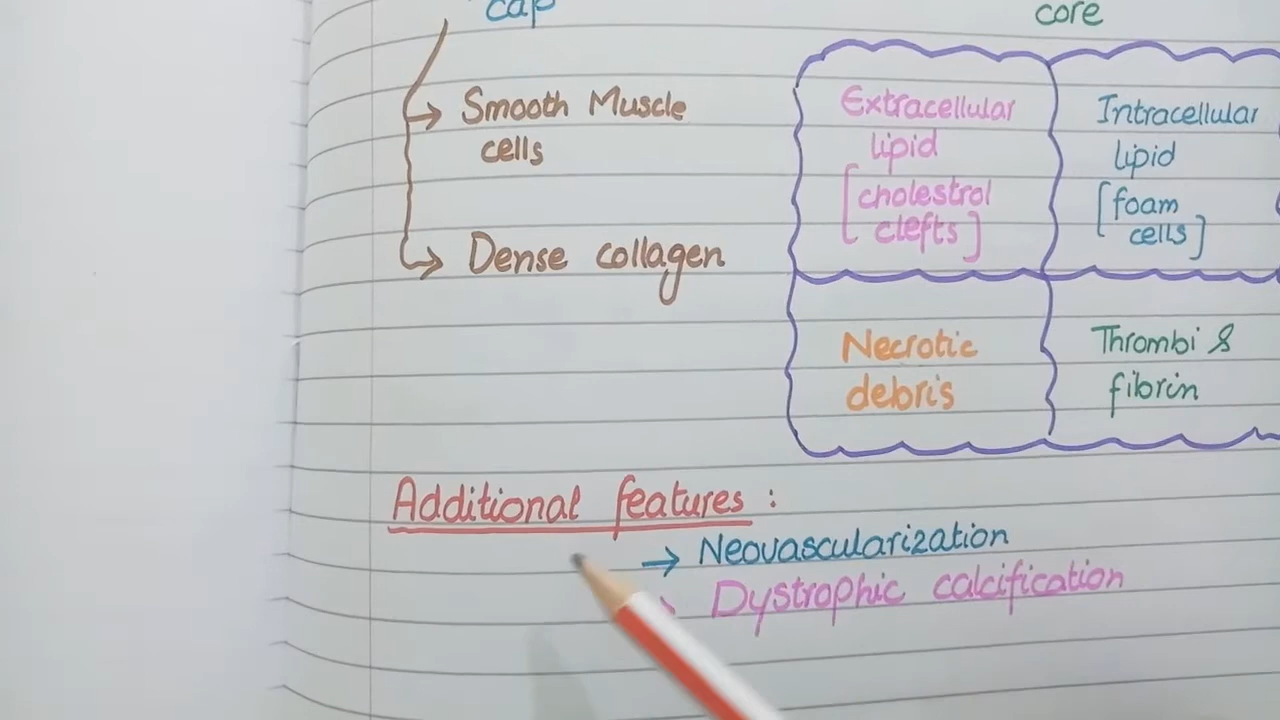 cap
core
Smooth Muscle
cells
Dense collagen
Extracellular
lipid
[cholestrol
clefts]
Intracellular
lipid
[foam
cells]
Necrotic
debris
Thrombi &
fibrin
Additional features :
→ Neovascularization
→ Dystrophic calcification